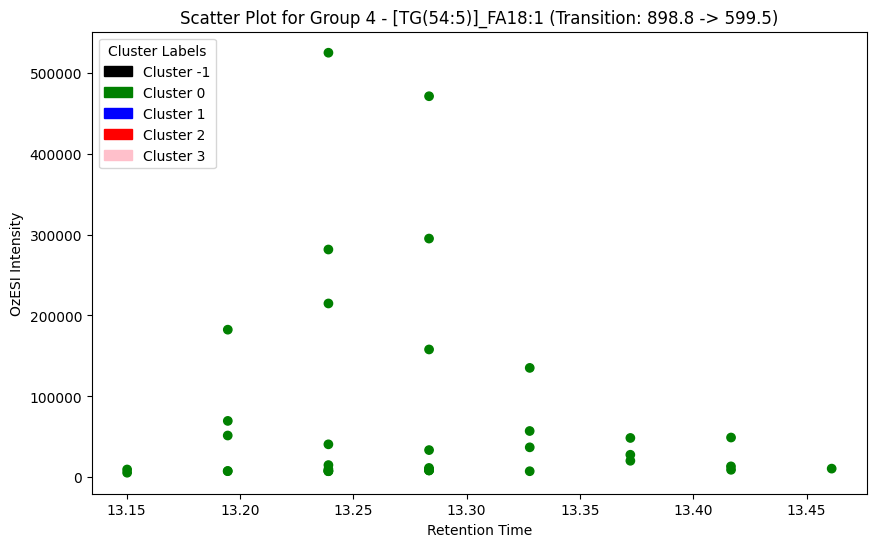 Scatter Plot for Group 4 - [TG(54:5)]_FA18:1 (Transition: 898.8 -> 599.5)
Cluster Labels
Cluster -1
Cluster 0
Cluster 1
Cluster 2
Cluster 3
OzESI Intensity
500000
400000
300000
200000
100000
0
13.15 13.20 13.25 13.30 13.35 13.40 13.45
Retention Time